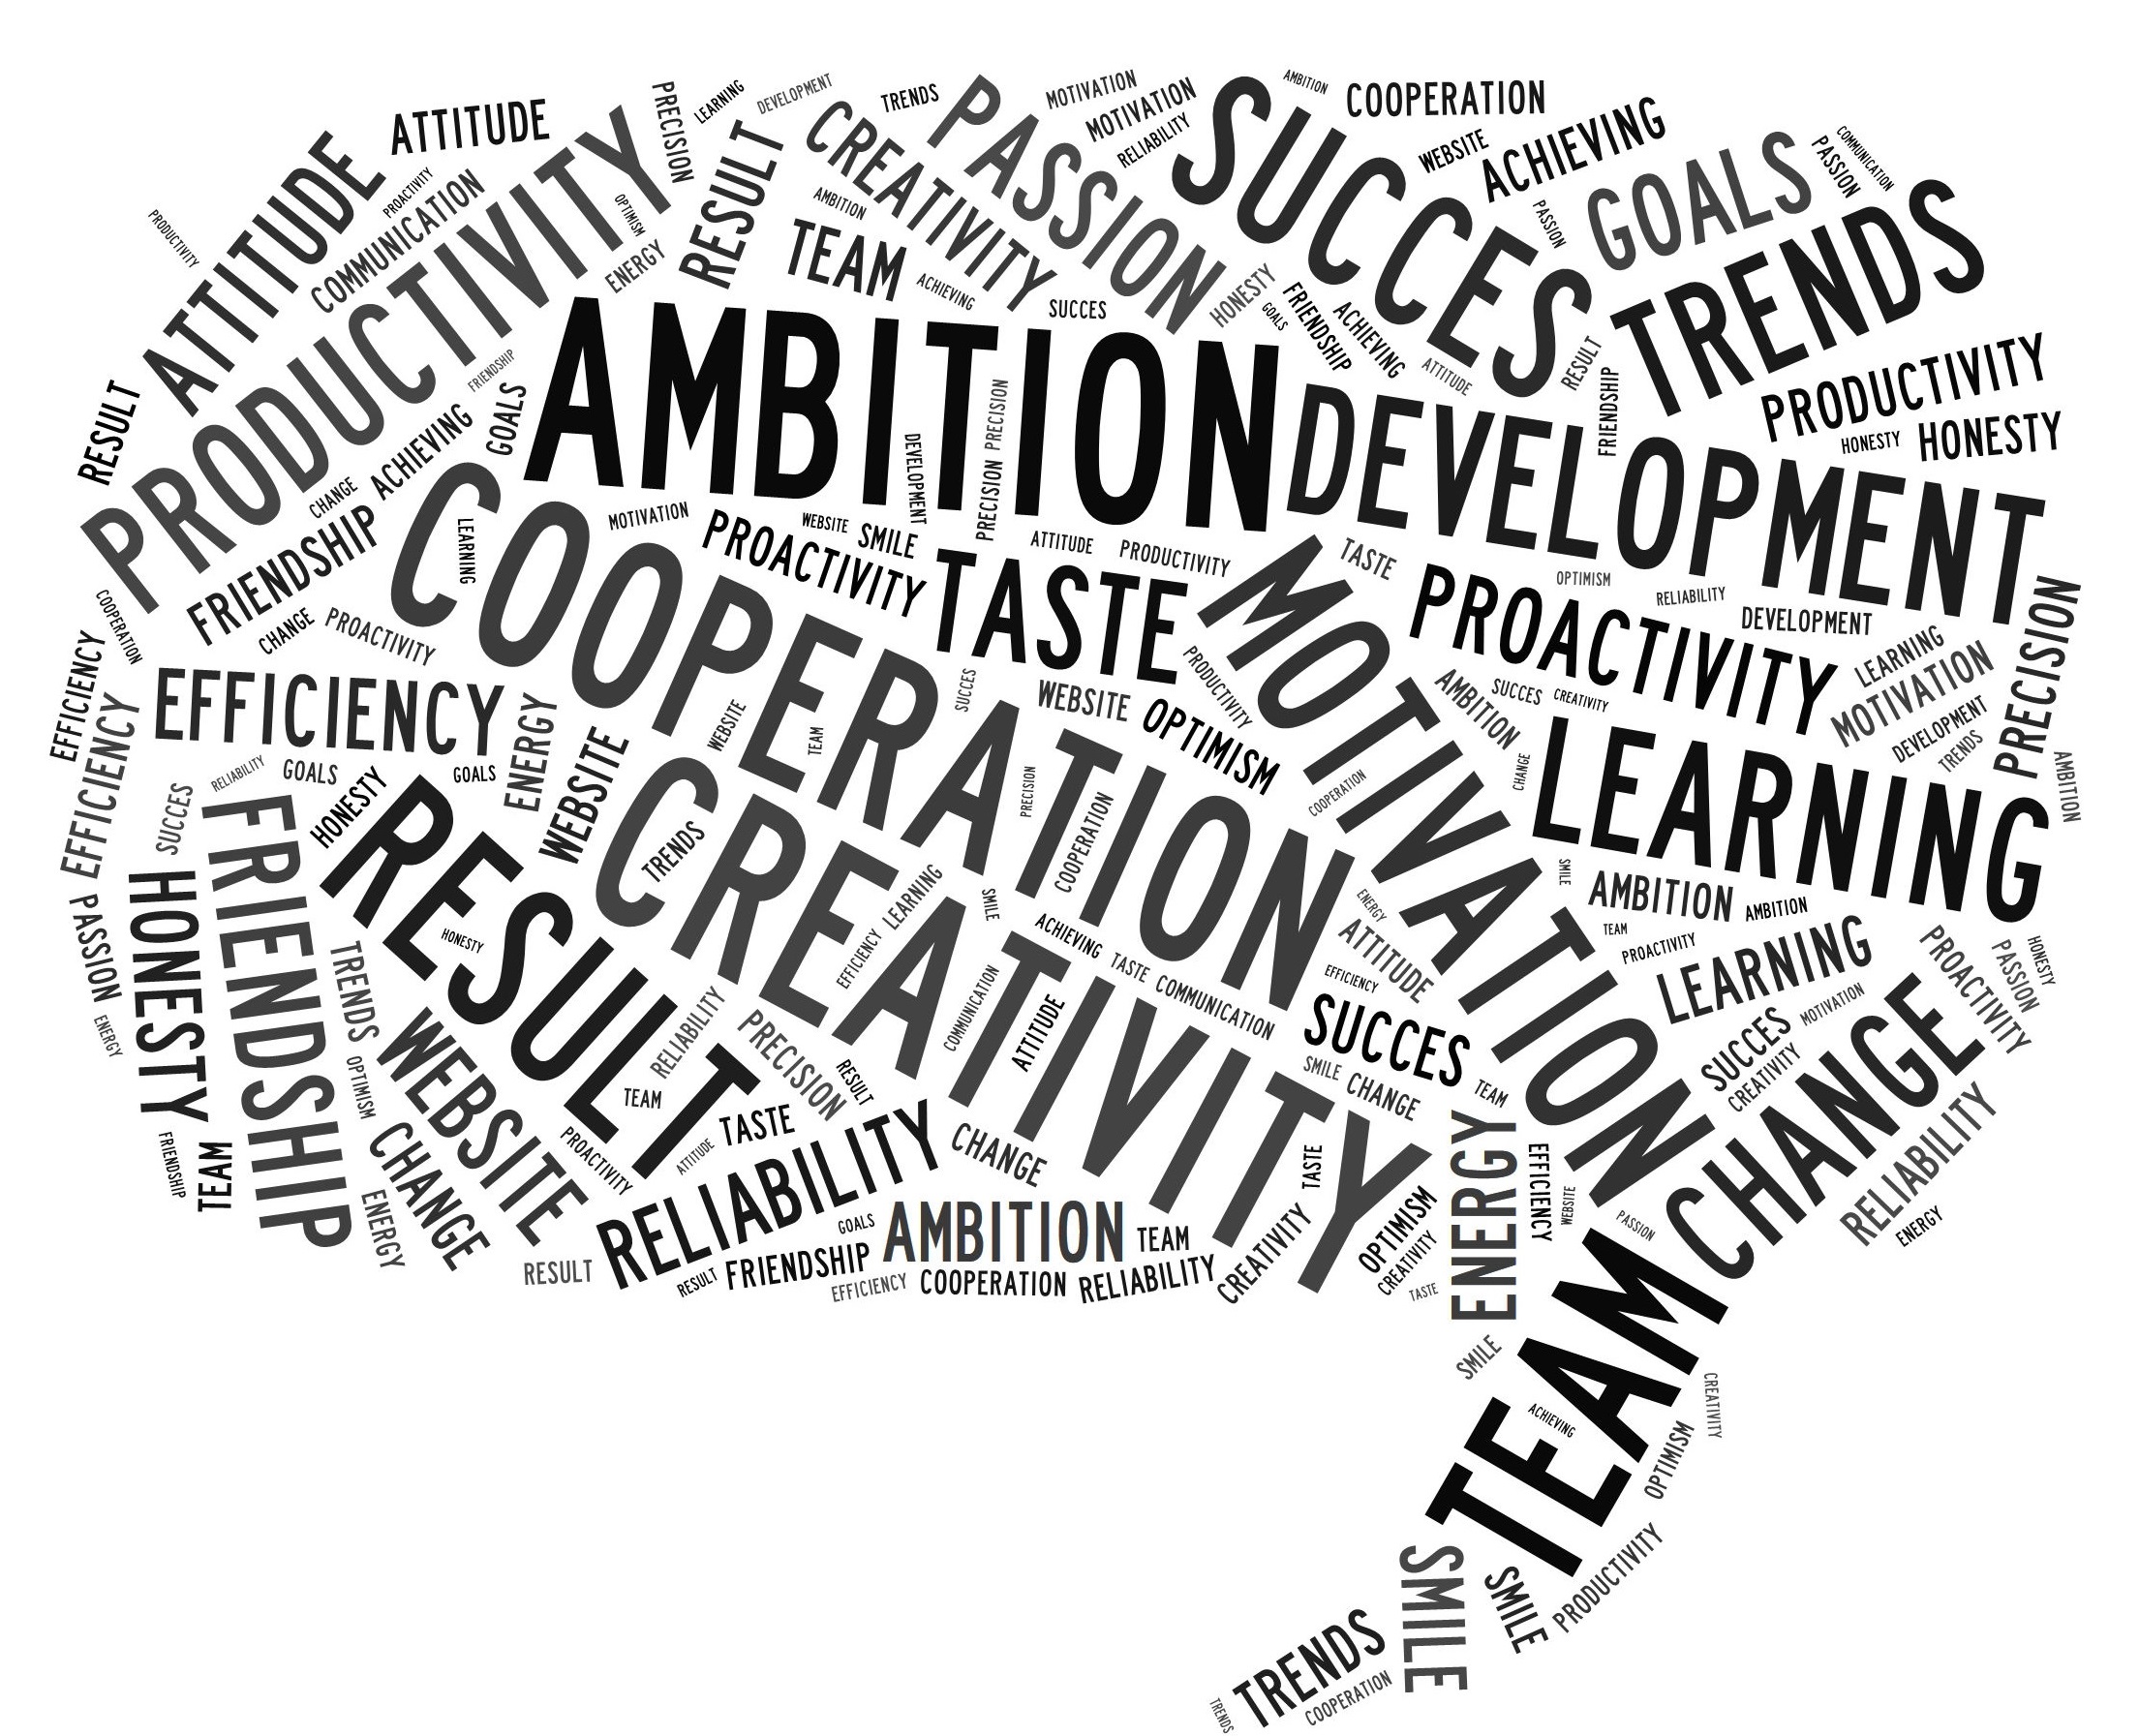 AMBITION
COOPERATION
ATTITUDE
PRECISION
LEARNING
DEVELOPMENT
TRENDS
PASSION
MOTIVATION
MOTIVATION
RELIABILITY
SUCCES
WEBSITE
ACHIEVING
GOALS
PASSION
COMMUNICATION
PASSION
TRENDS
ATTITUDE
PRODUCTIVITY
PROACTIVITY
COMMUNICATION
PRODUCTIVITY
OPTIMISM
ENERGY
RESULT
CREATIVITY
AMBITION
TEAM
ACHIEVING
SUCCES
HONESTY
GOALS
FRIENDSHIP
ACHIEVING
ATTITUDE
RESULT
FRIENDSHIP
PRODUCTIVITY
HONESTY
HONESTY
RESULT
FRIENDSHIP
GOALS
ACHIEVING
CHANGE
FRIENDSHIP
AMBITION
DEVELOPMENT
DEVELOPMENT
PRECISION
PRECISION
COOPERATION
LEARNING
MOTIVATION
PROACTIVITY
WEBSITE
SMILE
ATTITUDE
PRODUCTIVITY
TASTE
TASTE
MOTIVATION
OPTIMISM
RELIABILITY
DEVELOPMENT
PROACTIVITY
LEARNING
MOTIVATION
DEVELOPMENT
TRENDS
PRECISION
AMBITION
COOPERATION
CHANGE
PROACTIVITY
EFFICIENCY
EFFICIENCY
EFFICIENCY
ENERGY
WEBSITE
WEBSITE
TEAM
SUCCES
WEBSITE
OPTIMISM
PRODUCTIVITY
AMBITION
SUCCES
CREATIVITY
CHANGE
COOPERATION
LEARNING
RELIABILITY
GOALS
GOALS
HONESTY
SUCCES
FRIENDSHIP
RESULT
HONESTY
CREATIVITY
TRENDS
PRECISION
COOPERATION
LEARNING
EFFICIENCY
SMILE
ACHIEVING
TASTE
COMMUNICATION
COMMUNICATION
ATTITUDE
ENERGY
ATTITUDE
EFFICIENCY
SUCCES
SMILE
CHANGE
TEAM
SMILE
AMBITION
AMBITION
TEAM
PROACTIVITY
LEARNING
PROACTIVITY
PASSION
HONESTY
MOTIVATION
SUCCES
CREATIVITY
CHANGE
RELIABILITY
ENERGY
HONESTY
PASSION
ENERGY
TRENDS
OPTIMISM
WEBSITE
CHANGE
ENERGY
FRIENDSHIP
TEAM
TEAM
RELIABILITY
PRECISION
RESULT
PROACTIVITY
ATTITUDE
TASTE
RELIABILITY
CHANGE
RESULT
RESULT
FRIENDSHIP
GOALS
AMBITION
TEAM
EFFICIENCY
COOPERATION
RELIABILITY
CREATIVITY
TASTE
OPTIMISM
CREATIVITY
TASTE
ENERGY
EFFICIENCY
WEBSITE
PASSION
TEAM
SMILE
ACHIEVING
CREATIVITY
OPTIMISM
PRODUCTIVITY
SMILE
SMILE
TRENDS
COOPERATION
TRENDS